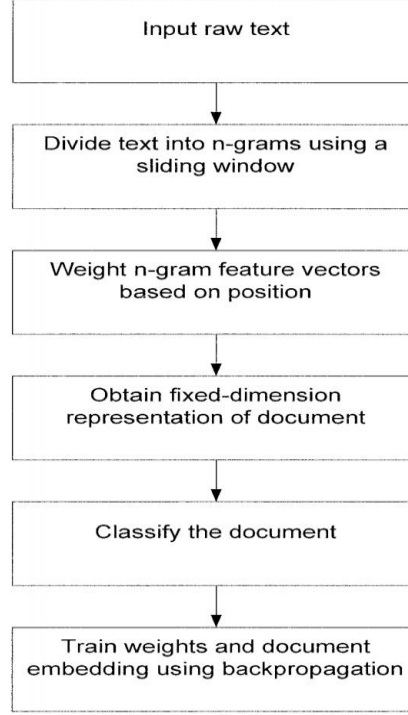 Input raw text
Divide text into n-grams using a
sliding window
Weight n-gram feature vectors
based on position
Obtain fixed-dimension
representation of document
Classify the document
Train weights and document
embedding using backpropagation